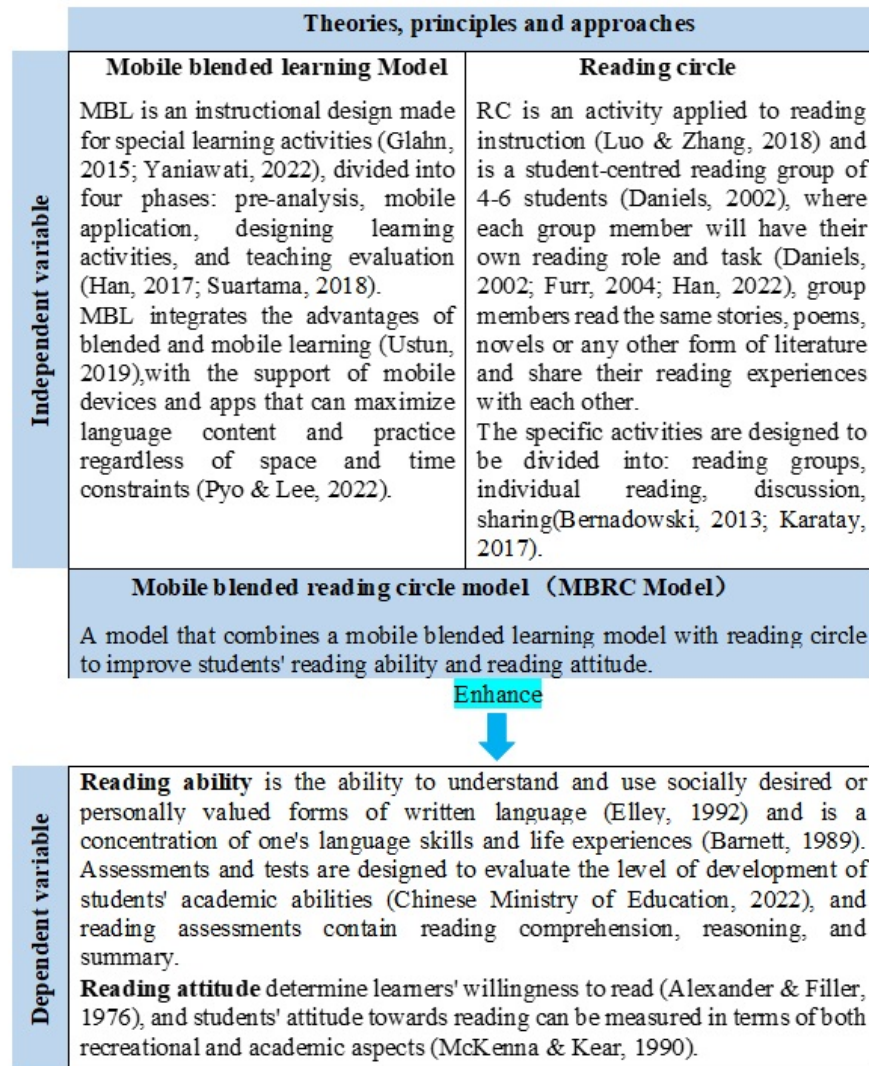 Theories, principles and approaches
Independent variable
Mobile blended learning Model
MBL is an instructional design made
for special learning activities (Glahn,
2015; Yaniawati, 2022), divided into
four phases: pre-analysis, mobile
application, designing learning
activities, and teaching evaluation
(Han, 2017; Suartama, 2018).
MBL integrates the advantages of
blended and mobile learning (Ustun,
2019),with the support of mobile
devices and apps that can maximize
language content and practice
regardless of space and time
constraints (Pyo & Lee, 2022).
Reading circle
RC is an activity applied to reading
instruction (Luo & Zhang, 2018) and
is a student-centred reading group of
4-6 students (Daniels, 2002), where
each group member will have their
own reading role and task (Daniels,
2002; Furr, 2004; Han, 2022), group
members read the same stories, poems,
novels or any other form of literature
and share their reading experiences
with each other.
The specific activities are designed to
be divided into: reading groups,
individual reading, discussion,
sharing(Bernadowski, 2013; Karatay,
2017).
Mobile blended reading circle model（MBRC Model）
A model that combines a mobile blended learning model with reading circle
to improve students' reading ability and reading attitude.
Enhance
Dependent variable
Reading ability is the ability to understand and use socially desired or
personally valued forms of written language (Elley, 1992) and is a
concentration of one's language skills and life experiences (Barnett, 1989).
Assessments and tests are designed to evaluate the level of development of
students' academic abilities (Chinese Ministry of Education, 2022), and
reading assessments contain reading comprehension, reasoning, and
summary.
Reading attitude determine learners' willingness to read (Alexander & Filler,
1976), and students' attitude towards reading can be measured in terms of both
recreational and academic aspects (McKenna & Kear, 1990).